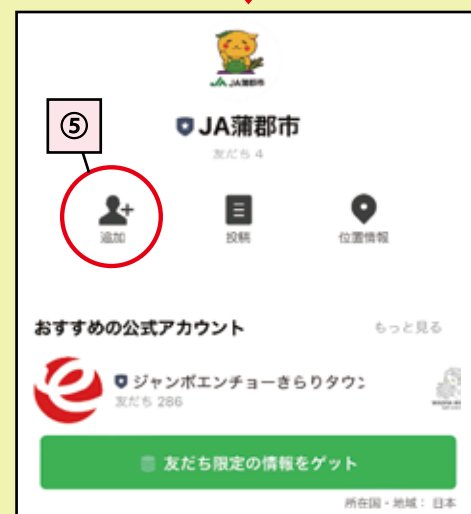 JA JA蒲郡市
⑤
JA蒲郡市
友だち 4
追加
投稿
位置情報
おすすめの公式アカウント
もっと見る
ジャンボエンチョーきらりタウン
友だち 286
友だち限定の情報をゲット
所在国・地域： 日本